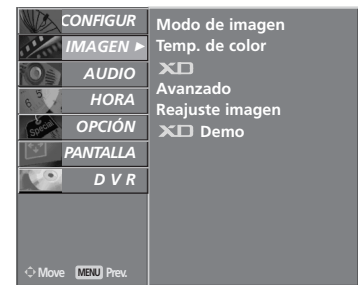 CONFIGUR
IMAGEN ►
AUDIO
HORA
OPCIÓN
PANTALLA
D V R
Modo de imagen
Temp. de color
XD
Avanzado
Reajuste imagen
XD Demo
Move MENU Prev.